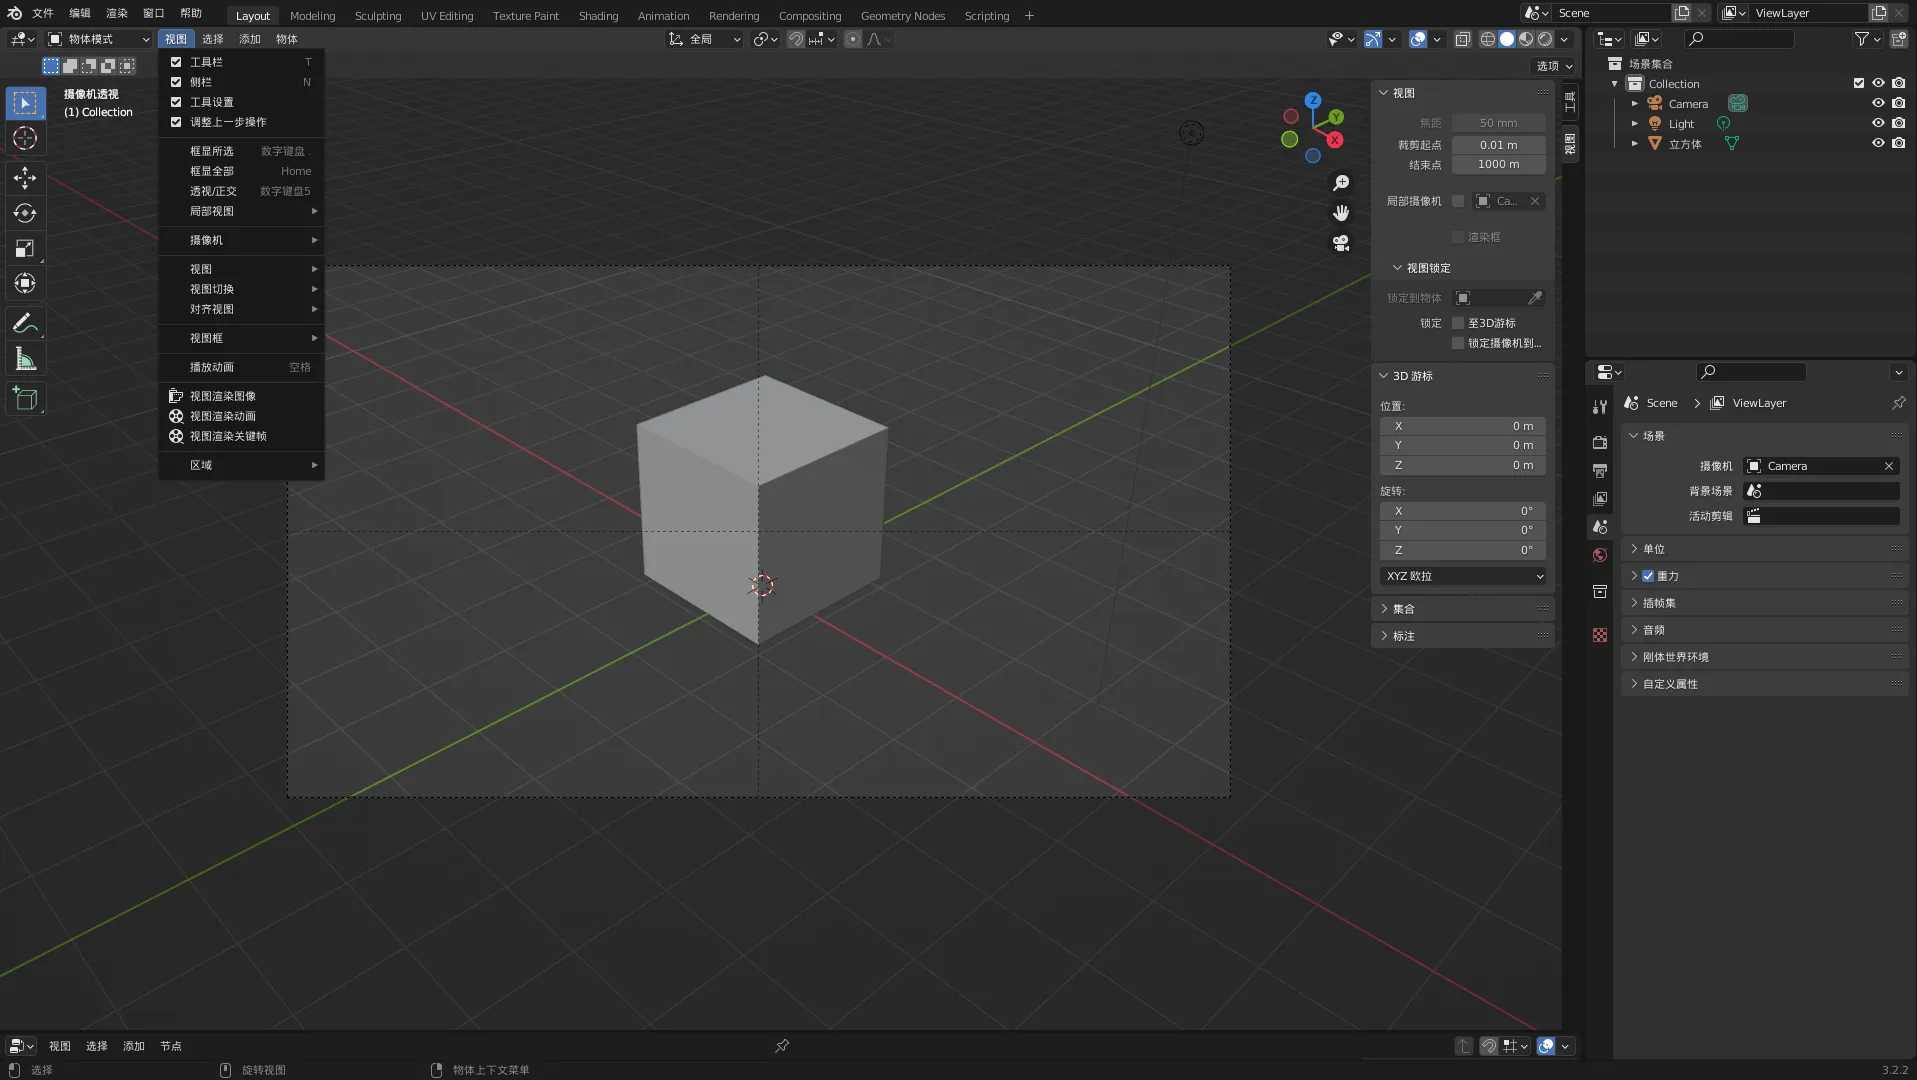 文件 编辑 渲染 窗口 帮助 Layout Modeling Sculpting UV Editing Texture Paint Shading Animation Rendering Compositing Geometry Nodes Scripting + Scene ViewLayer
物体模式 视图 选择 添加 物体 全局
选项
工具栏 T
侧栏 N
工具设置
调整上一步操作
框显所选 数字键盘 .
框显全部 Home
透视/正交 数字键盘5
局部视图
摄像机
视图
视图切换
对齐视图
视图框
播放动画 空格
视图渲染图像
视图渲染动画
视图渲染关键帧
区域
摄像机透视
(1) Collection
Z
Y
X
视图
焦距 50 mm
裁剪起点 0.01 m
结束点 1000 m
局部摄像机 Ca...
渲染框
视图锁定
锁定到物体
锁定 至3D游标
锁定摄像机到...
3D 游标
位置:
X 0 m
Y 0 m
Z 0 m
旋转:
X 0°
Y 0°
Z 0°
XYZ 欧拉
集合
标注
工具
视图
场景集合
Collection
Camera
Light
立方体
Scene ViewLayer
场景
摄像机 Camera
背景场景
活动剪辑
单位
重力
插帧集
音频
刚体世界环境
自定义属性
视图 选择 添加 节点
选择 旋转视图 物体上下文菜单 3.2.2